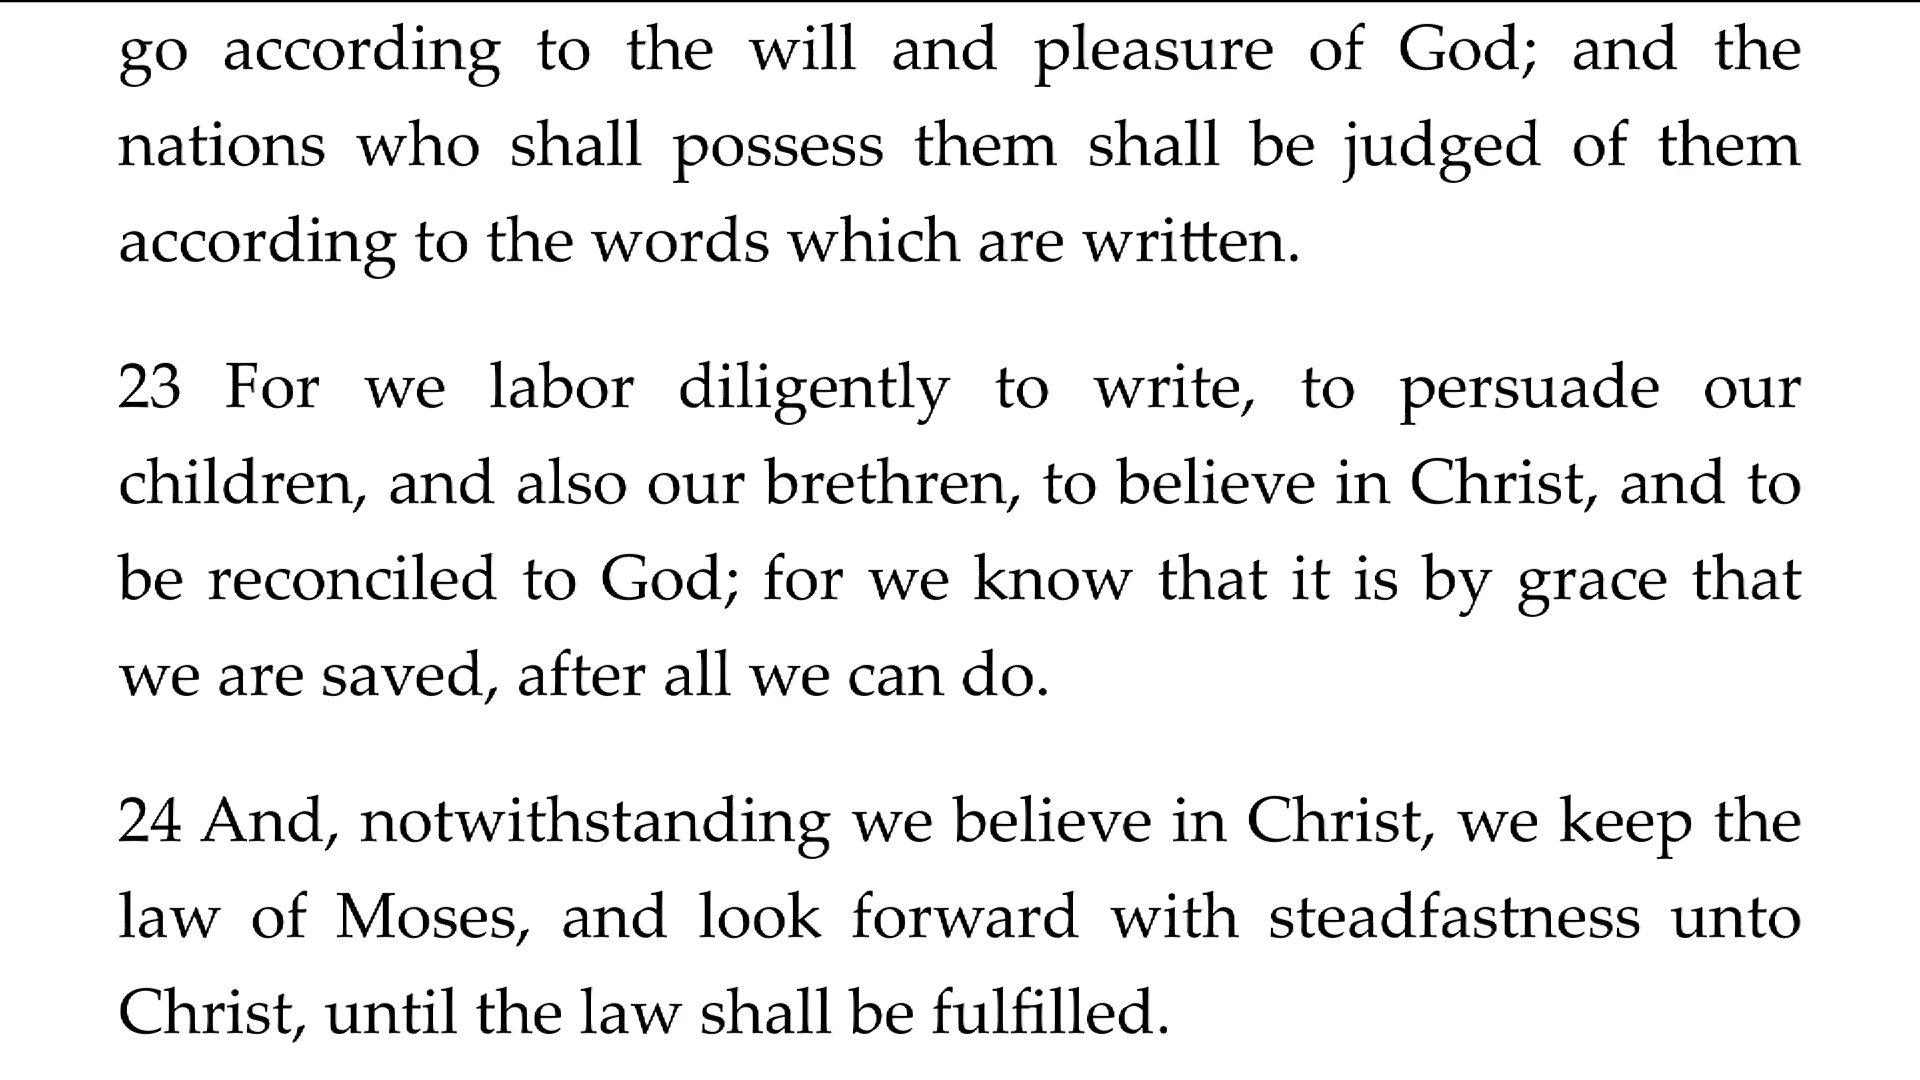 go according to the will and pleasure of God; and the
nations who shall possess them shall be judged of them
according to the words which are written.
23 For we labor diligently to write, to persuade our
children, and also our brethren, to believe in Christ, and to
be reconciled to God; for we know that it is by grace that
we are saved, after all we can do.
24 And, notwithstanding we believe in Christ, we keep the
law of Moses, and look forward with steadfastness unto
Christ, until the law shall be fulfilled.